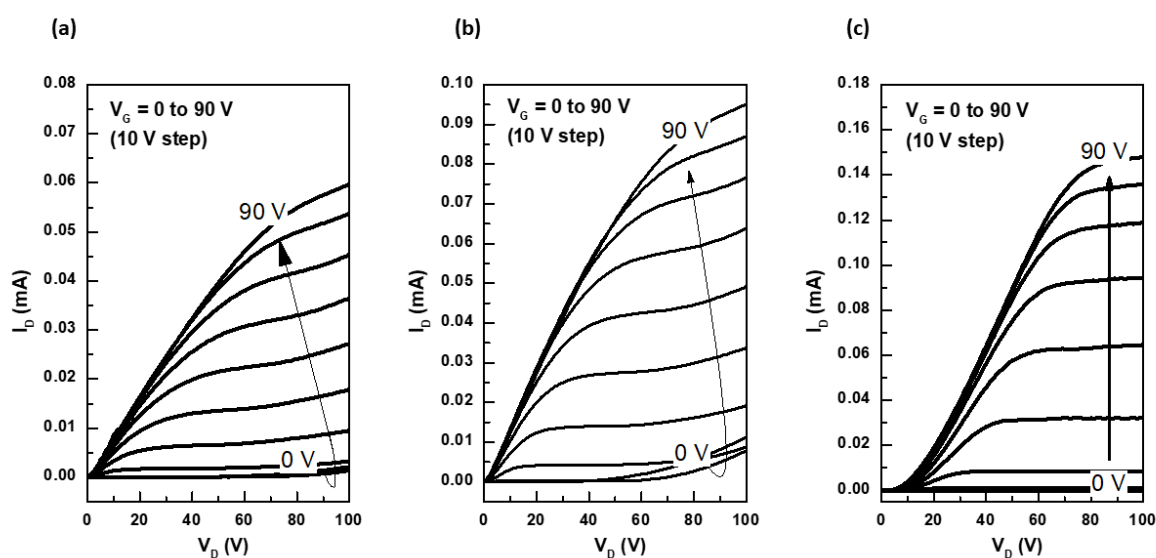 (a)
(b)
(c)
V_G = 0 to 90 V
(10 V step)
90 V
0 V
I_D (mA)
0.08
0.07
0.06
0.05
0.04
0.03
0.02
0.01
0.00
0 20 40 60 80 100
V_D (V)
V_G = 0 to 90 V
(10 V step)
90 V
0 V
I_D (mA)
0.10
0.09
0.08
0.07
0.06
0.05
0.04
0.03
0.02
0.01
0.00
0 20 40 60 80 100
V_D (V)
V_G = 0 to 90 V
(10 V step)
90 V
0 V
I_D (mA)
0.18
0.16
0.14
0.12
0.10
0.08
0.06
0.04
0.02
0.00
0 20 40 60 80 100
V_D (V)